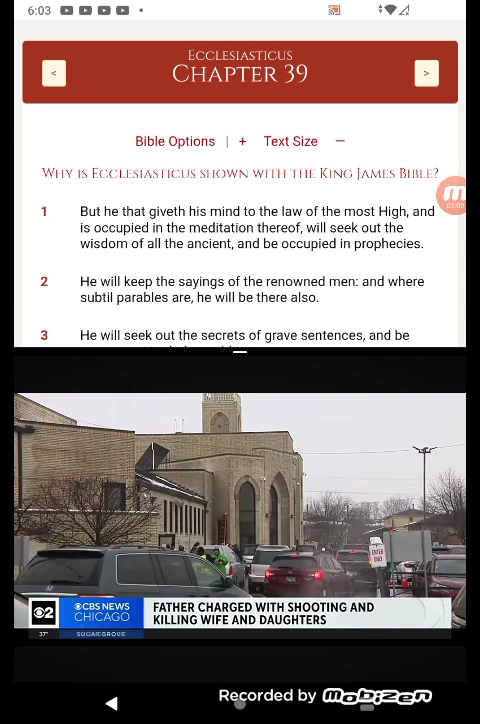 6:03
ECCLESIASTICUS
CHAPTER 39
< >
Bible Options | + Text Size −
WHY IS ECCLESIASTICUS SHOWN WITH THE KING JAMES BIBLE?
1 But he that giveth his mind to the law of the most High, and
is occupied in the meditation thereof, will seek out the
wisdom of all the ancient, and be occupied in prophecies.
2 He will keep the sayings of the renowned men: and where
subtil parables are, he will be there also.
3 He will seek out the secrets of grave sentences, and be
02:02
ENTER
ONLY
2 CBS NEWS
CHICAGO
FATHER CHARGED WITH SHOOTING AND
KILLING WIFE AND DAUGHTERS
37° SUGAR GROVE
Recorded by Mobizen